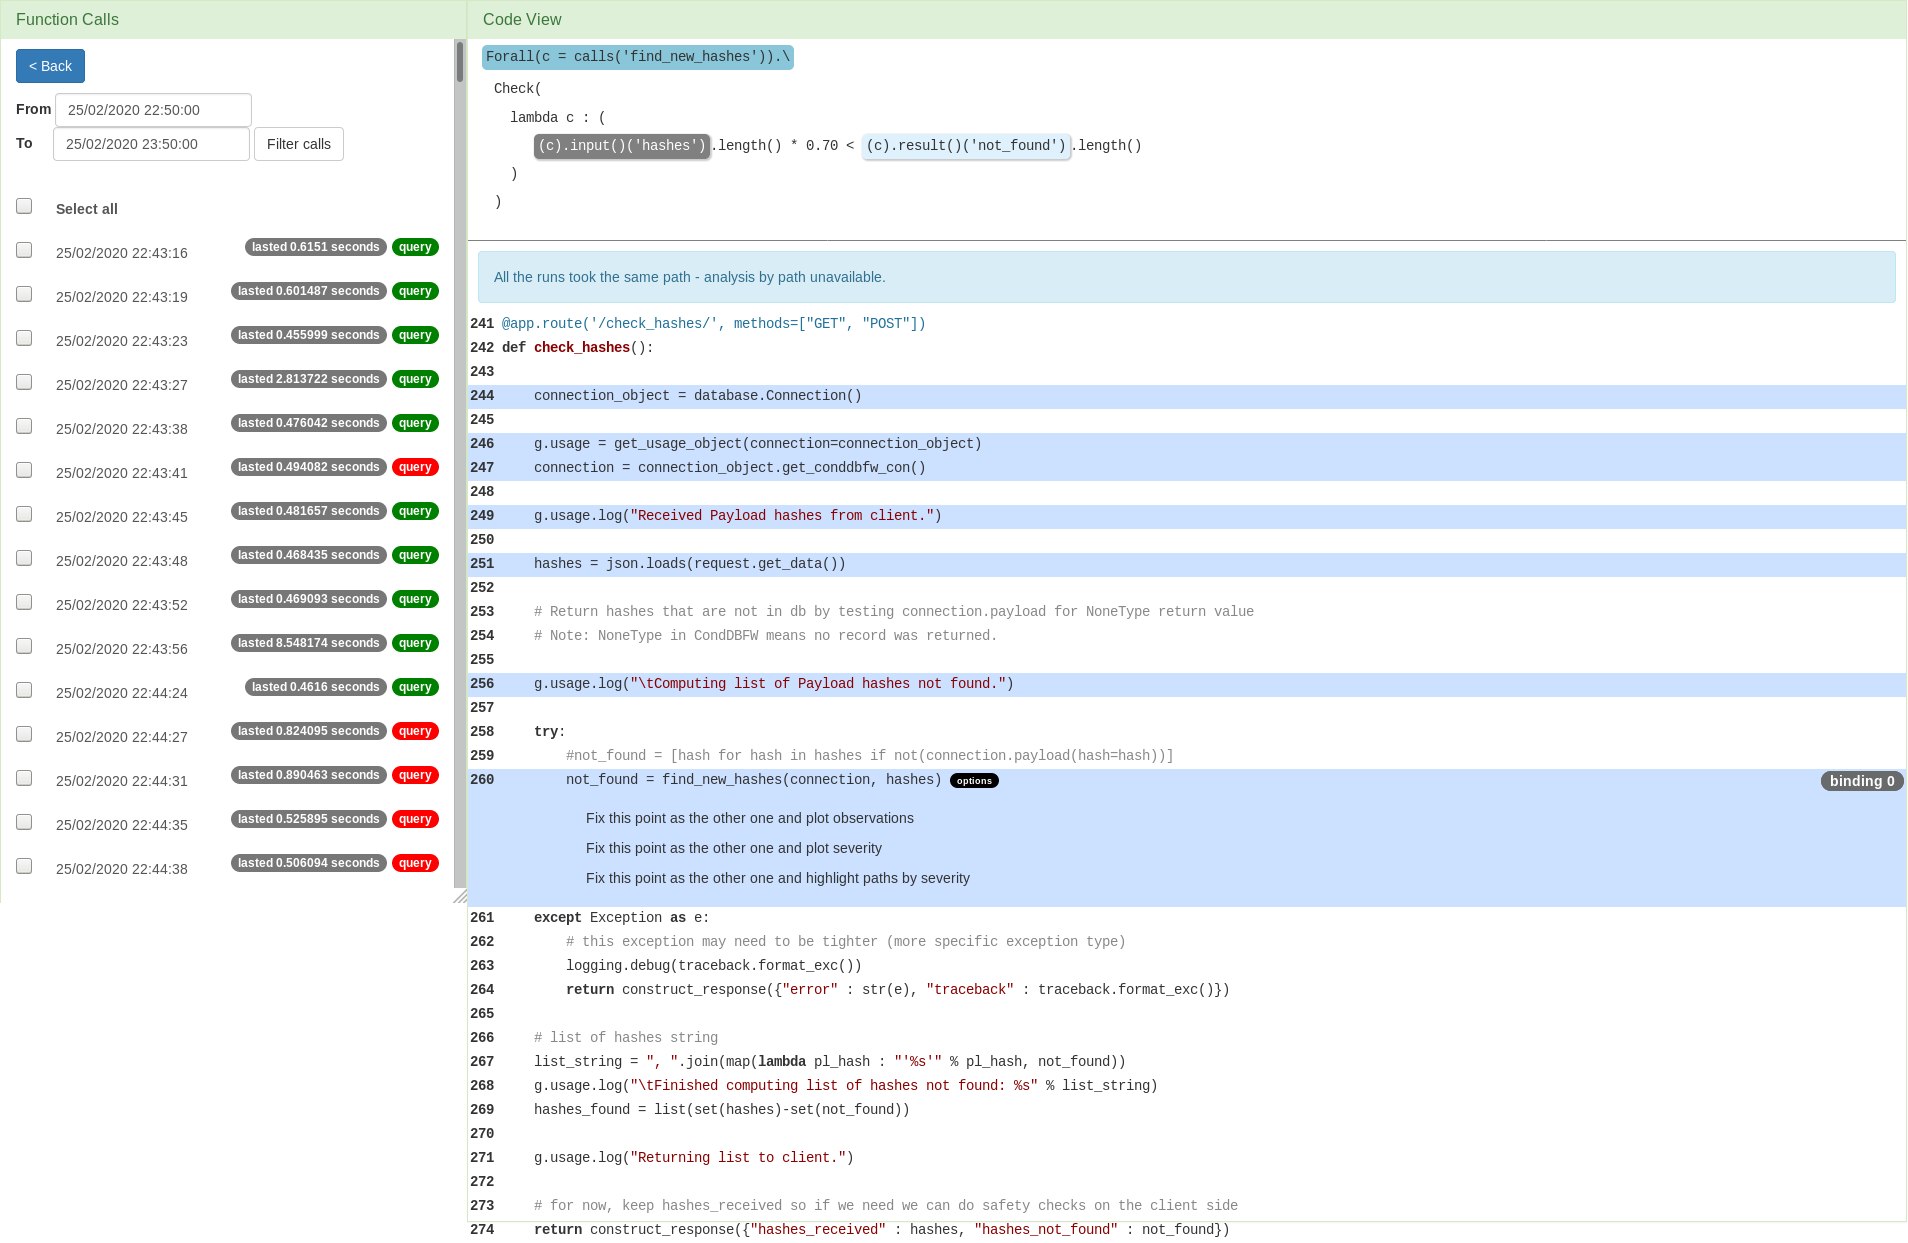 Function Calls
< Back
From 25/02/2020 22:50:00
To 25/02/2020 23:50:00 Filter calls
Select all
25/02/2020 22:43:16 lasted 0.6151 seconds query
25/02/2020 22:43:19 lasted 0.601487 seconds query
25/02/2020 22:43:23 lasted 0.455999 seconds query
25/02/2020 22:43:27 lasted 2.813722 seconds query
25/02/2020 22:43:38 lasted 0.476042 seconds query
25/02/2020 22:43:41 lasted 0.494082 seconds query
25/02/2020 22:43:45 lasted 0.481657 seconds query
25/02/2020 22:43:48 lasted 0.468435 seconds query
25/02/2020 22:43:52 lasted 0.469093 seconds query
25/02/2020 22:43:56 lasted 8.548174 seconds query
25/02/2020 22:44:24 lasted 0.4616 seconds query
25/02/2020 22:44:27 lasted 0.824095 seconds query
25/02/2020 22:44:31 lasted 0.890463 seconds query
25/02/2020 22:44:35 lasted 0.525895 seconds query
25/02/2020 22:44:38 lasted 0.506094 seconds query
Code View
Forall(c = calls('find_new_hashes')).\
Check(
lambda c : (
(c).input()('hashes').length() * 0.70 < (c).result()('not_found').length()
)
)
All the runs took the same path - analysis by path unavailable.
241 @app.route('/check_hashes/', methods=["GET", "POST"])
242 def check_hashes():
243
244     connection_object = database.Connection()
245
246     g.usage = get_usage_object(connection=connection_object)
247     connection = connection_object.get_conddbfw_con()
248
249     g.usage.log("Received Payload hashes from client.")
250
251     hashes = json.loads(request.get_data())
252
253     # Return hashes that are not in db by testing connection.payload for NoneType return value
254     # Note: NoneType in CondDBFW means no record was returned.
255
256     g.usage.log("\tComputing list of Payload hashes not found.")
257
258     try:
259         #not_found = [hash for hash in hashes if not(connection.payload(hash=hash))]
260         not_found = find_new_hashes(connection, hashes) options binding 0
Fix this point as the other one and plot observations
Fix this point as the other one and plot severity
Fix this point as the other one and highlight paths by severity
261     except Exception as e:
262         # this exception may need to be tighter (more specific exception type)
263         logging.debug(traceback.format_exc())
264         return construct_response({"error" : str(e), "traceback" : traceback.format_exc()})
265
266     # list of hashes string
267     list_string = ", ".join(map(lambda pl_hash : "'%s'" % pl_hash, not_found))
268     g.usage.log("\tFinished computing list of hashes not found: %s" % list_string)
269     hashes_found = list(set(hashes)-set(not_found))
270
271     g.usage.log("Returning list to client.")
272
273     # for now, keep hashes_received so if we need we can do safety checks on the client side
274     return construct_response({"hashes_received" : hashes, "hashes_not_found" : not_found})